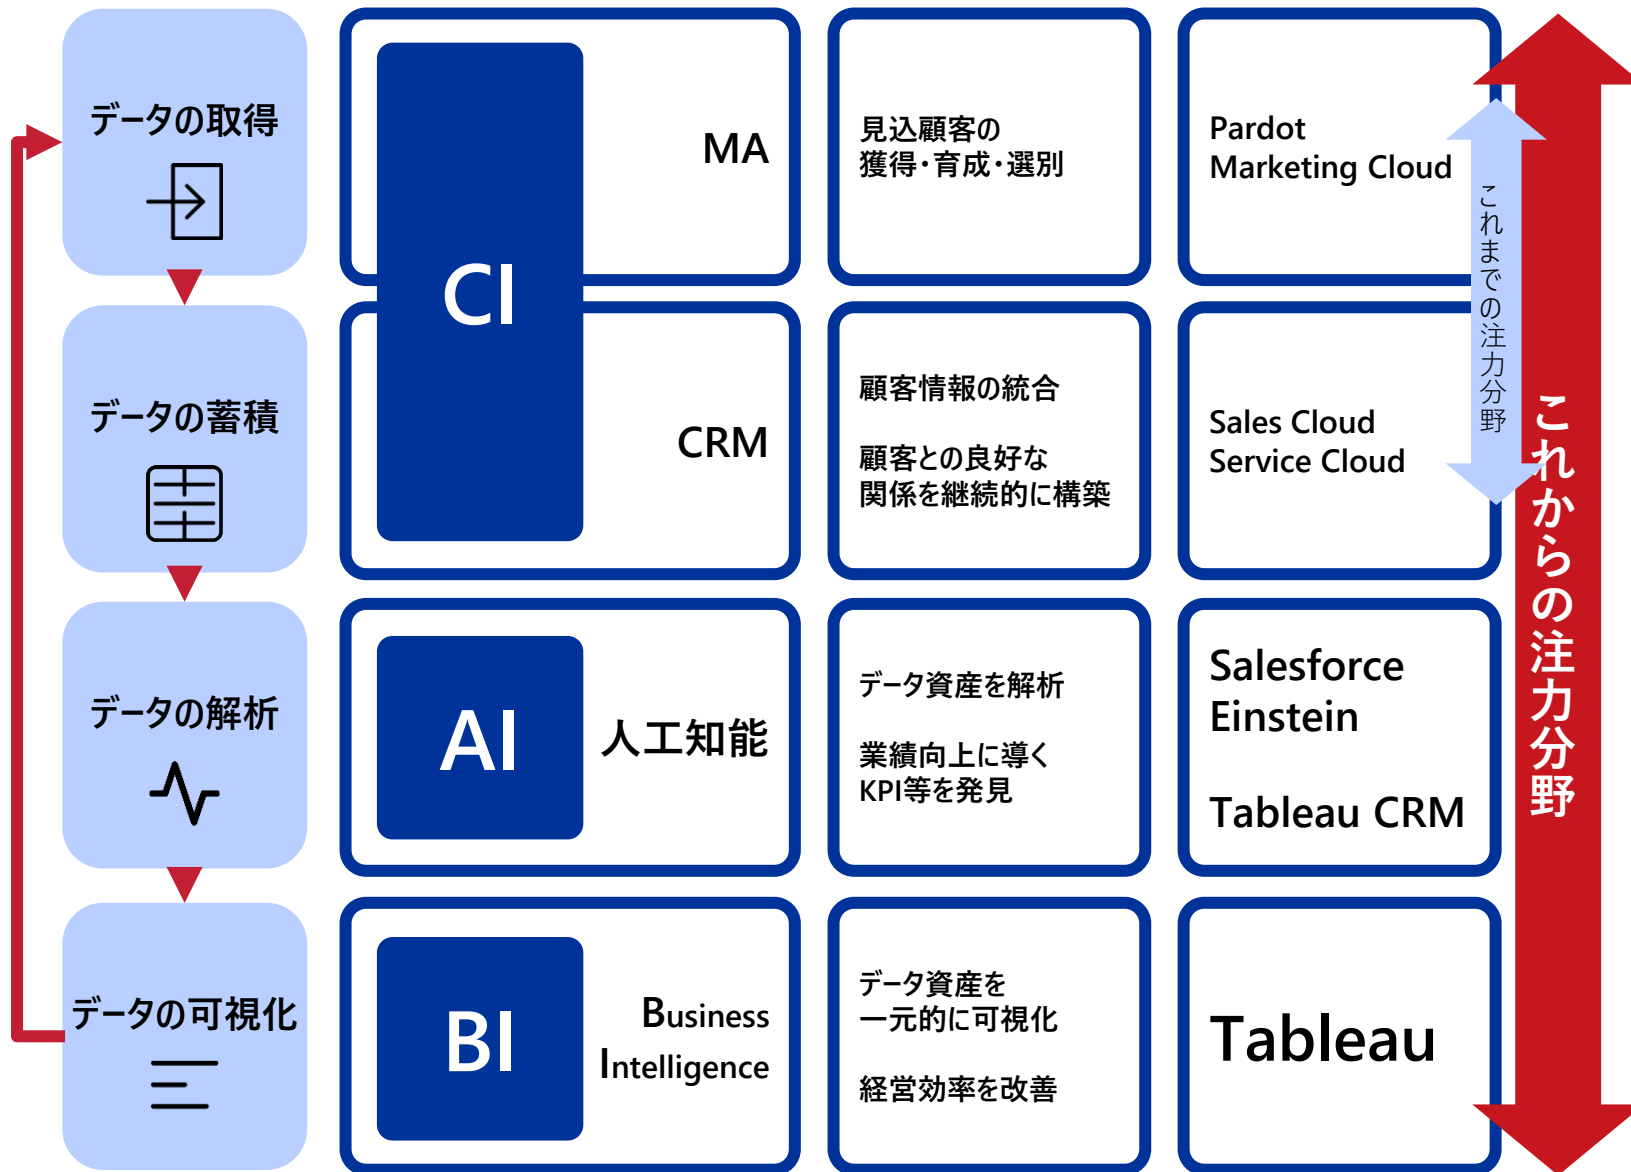 データの取得
CI
MA
見込顧客の
獲得・育成・選別
Pardot
Marketing Cloud
これまでの注力分野
これからの注力分野
データの蓄積
CRM
顧客情報の統合
顧客との良好な
関係を継続的に構築
Sales Cloud
Service Cloud
データの解析
AI
人工知能
データ資産を解析
業績向上に導く
KPI等を発見
Salesforce
Einstein
Tableau CRM
データの可視化
BI
Business
Intelligence
データ資産を
一元的に可視化
経営効率を改善
Tableau